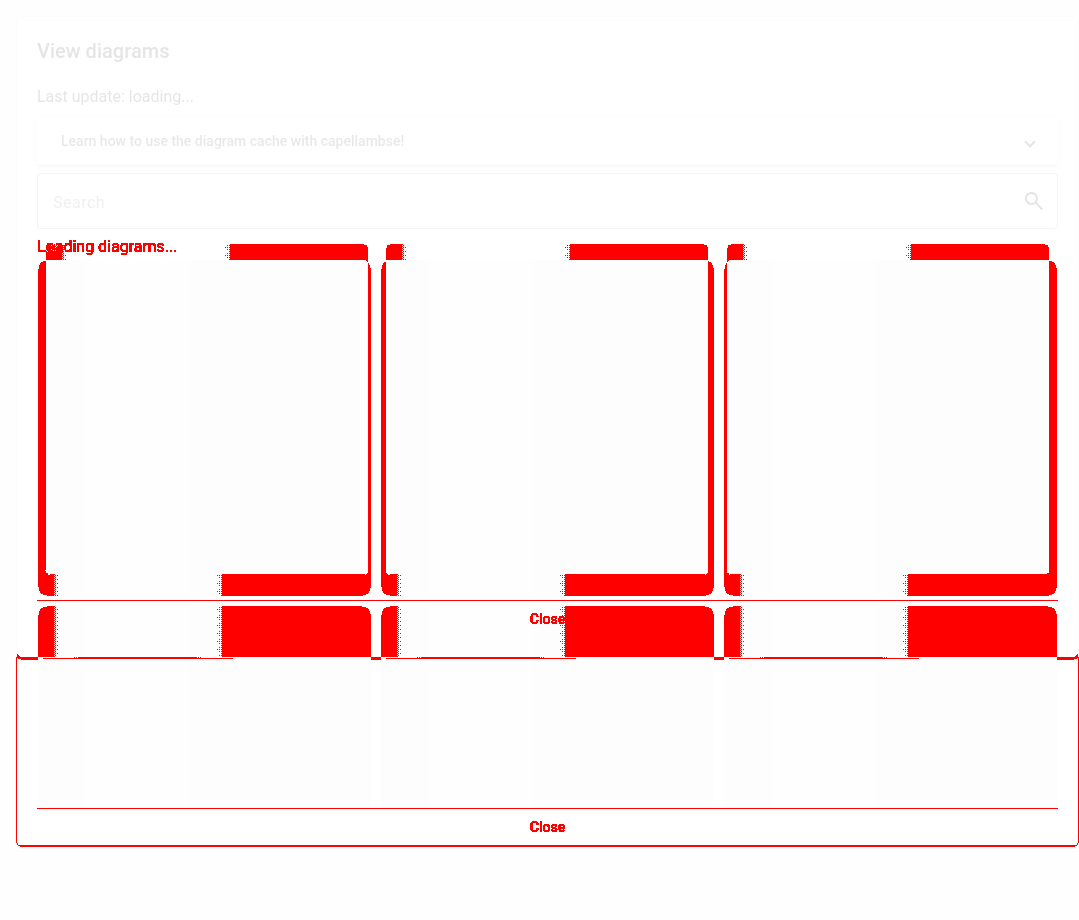 View diagrams
Last update: loading...
Learn how to use the diagram cache with capellambse!
Search
Loading diagrams...
Close
Close